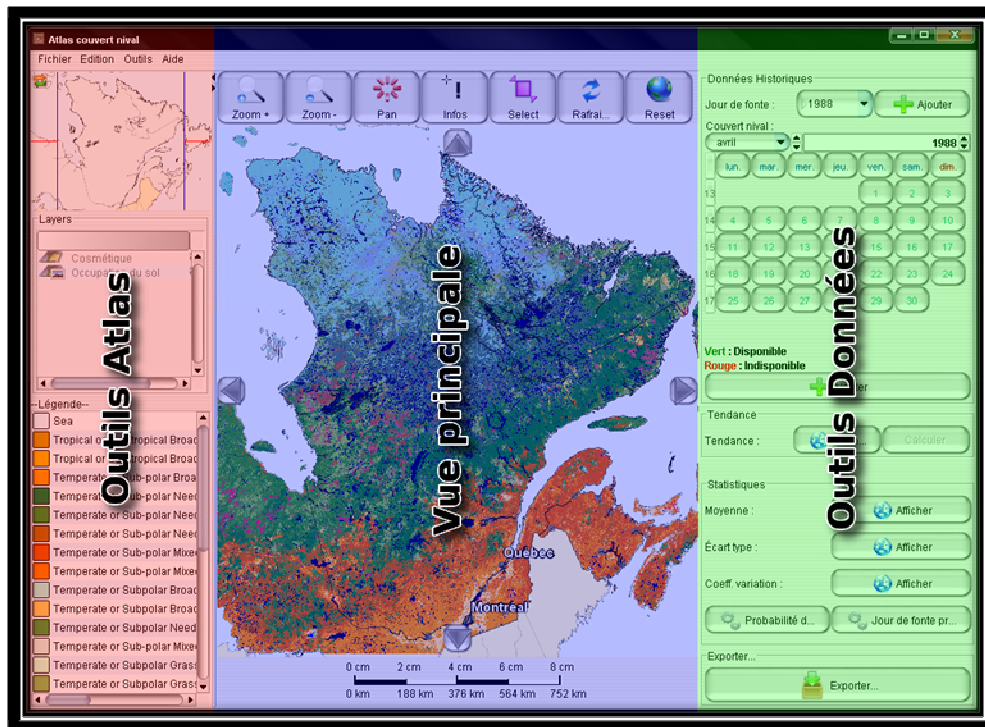 Atlas couvert nival
Fichier Edition Outils Aide
Zoom +
Zoom -
Pan
Infos
Select
Rafrai...
Reset
Layers
Cosmétique
Occupation du sol
--Légende--
Sea
Tropical or
Tropical or
Temperate or Sub-polar Broa
Temperate or Sub-polar Need
Temperate or Sub-polar Need
Temperate or Sub-polar Need
Temperate or Sub-polar Mixe
Temperate or Sub-polar Mixe
Temperate or Subpolar Broad
Temperate or Subpolar Broad
Temperate or Subpolar Need
Temperate or Sub-polar Mixe
Temperate or Subpolar Grass
Temperate or Subpolar Grass
Outils Atlas
Vue principale
Québec
Montréal
0 cm 2 cm 4 cm 6 cm 8 cm
0 km 188 km 376 km 564 km 752 km
Données Historiques
Jour de fonte : 1988 Ajouter
Couvert nival :
avril 1988
lun. mar. mer. jeu. ven. sam. dim.
13 1 2 3
14 4 5 6 7 8 9 10
15 11 12 13 15 16 17
16 18 19 20 22 23 24
17 25 26 27 29 30
Vert : Disponible
Rouge : Indisponible
Tendance
Tendance : Calculer
Statistiques
Moyenne : Afficher
Écart type : Afficher
Coeff. variation : Afficher
Probabilité d... Jour de fonte pr...
Exporter...
Exporter...
Outils Données